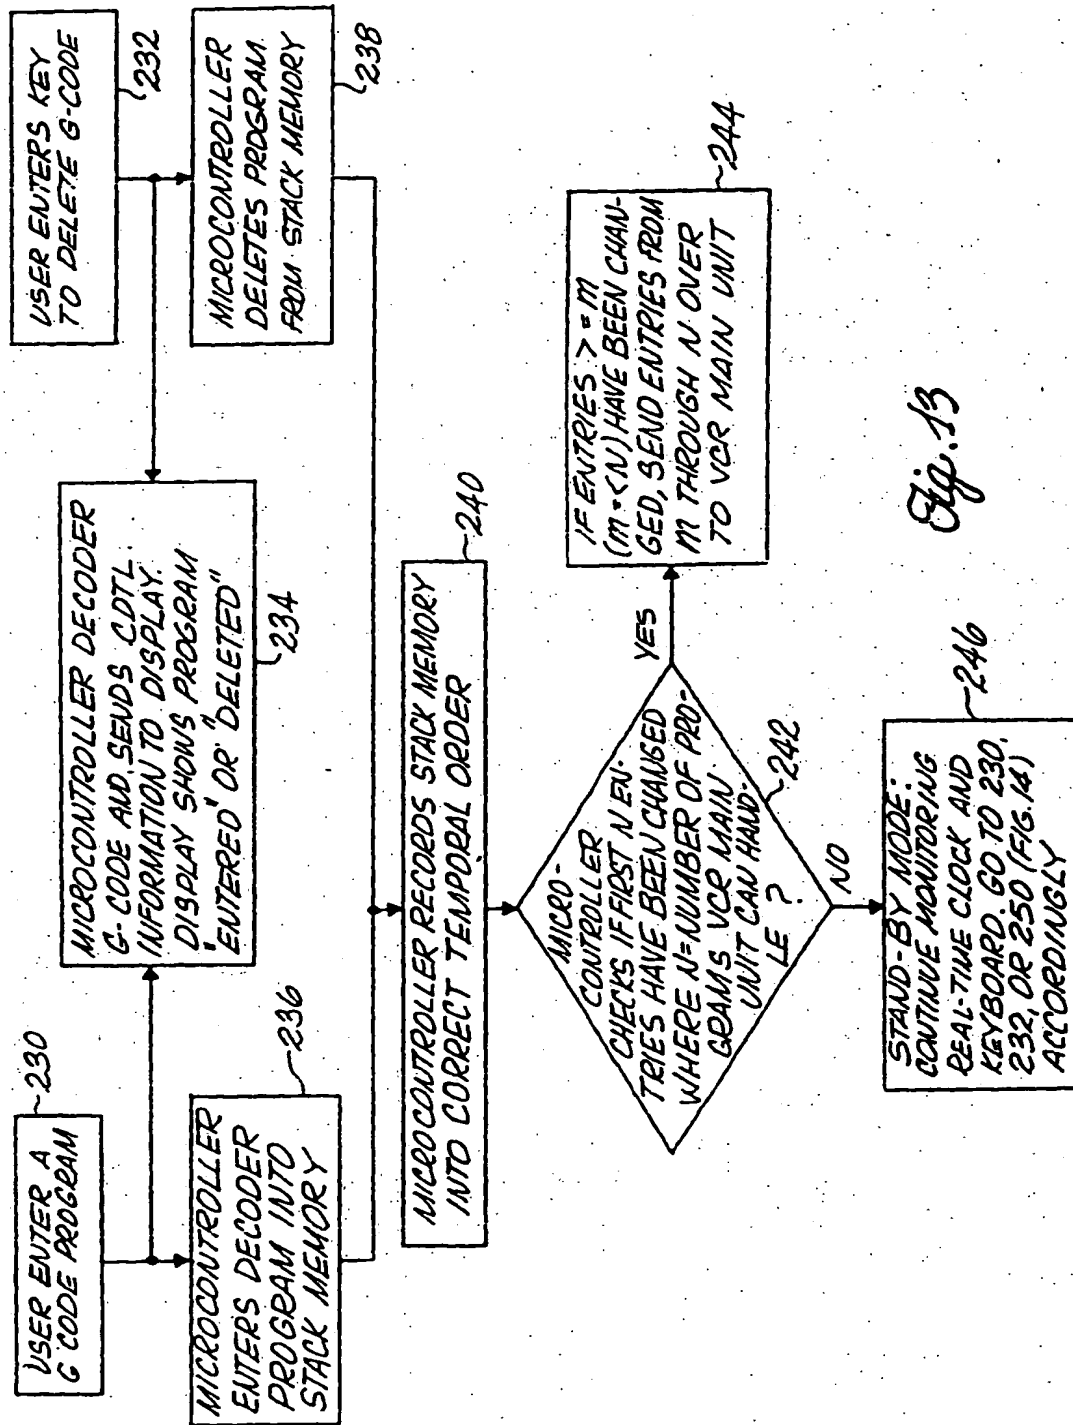 USER ENTER A
G CODE PROGRAM
230
USER ENTERS KEY
TO DELETE G-CODE
232
MICROCONTROLLER DECODER
G-CODE AND SENDS CDTL
INFORMATION TO DISPLAY.
DISPLAY SHOWS PROGRAM
"ENTERED" OR "DELETED"
234
MICROCONTROLLER
ENTERS DECODER
PROGRAM INTO
STACK MEMORY
236
MICROCONTROLLER
DELETES PROGRAM
FROM STACK MEMORY
238
MICROCONTROLLER RECORDS STACK MEMORY
INTO CORRECT TEMPORAL ORDER
240
MICRO-
CONTROLLER
CHECKS IF FIRST N EN-
TRIES HAVE BEEN CHANGED
WHERE N=NUMBER OF PRO-
GRAMS VCR MAIN
UNIT CAN HAND-
LE ?
242
YES
IF ENTRIES >= m
(m=<N) HAVE BEEN CHAN-
GED, SEND ENTRIES FROM
m THROUGH N OVER
TO VCR MAIN UNIT
244
NO
STAND-BY MODE:
CONTINUE MONITORING
REAL-TIME CLOCK AND
KEYBOARD. GO TO 230,
232, OR 250 (FIG.14)
ACCORDINGLY
246
Fig. 13